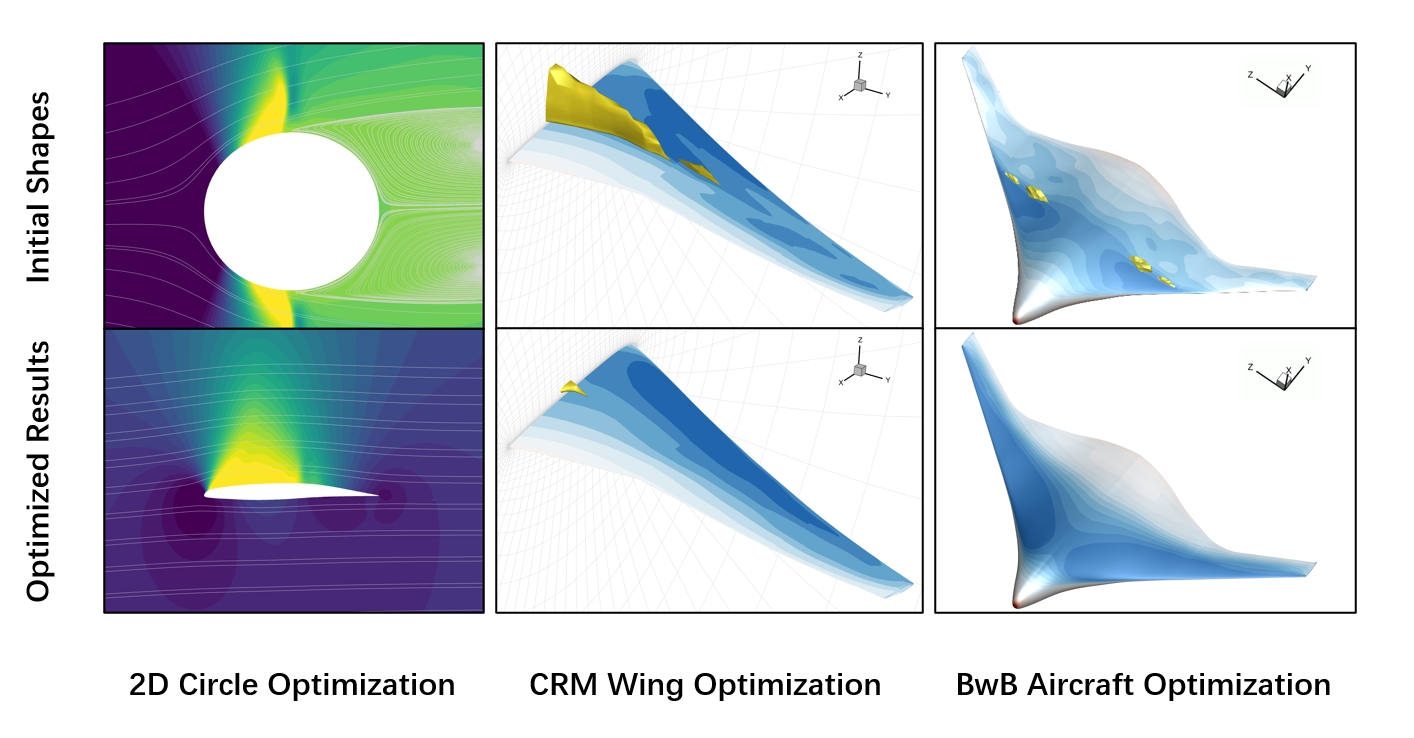 Initial Shapes
Z
X
Y
Z
X
Y
Optimized Results
Z
X
Y
Z
X
Y
2D Circle Optimization
CRM Wing Optimization
BwB Aircraft Optimization